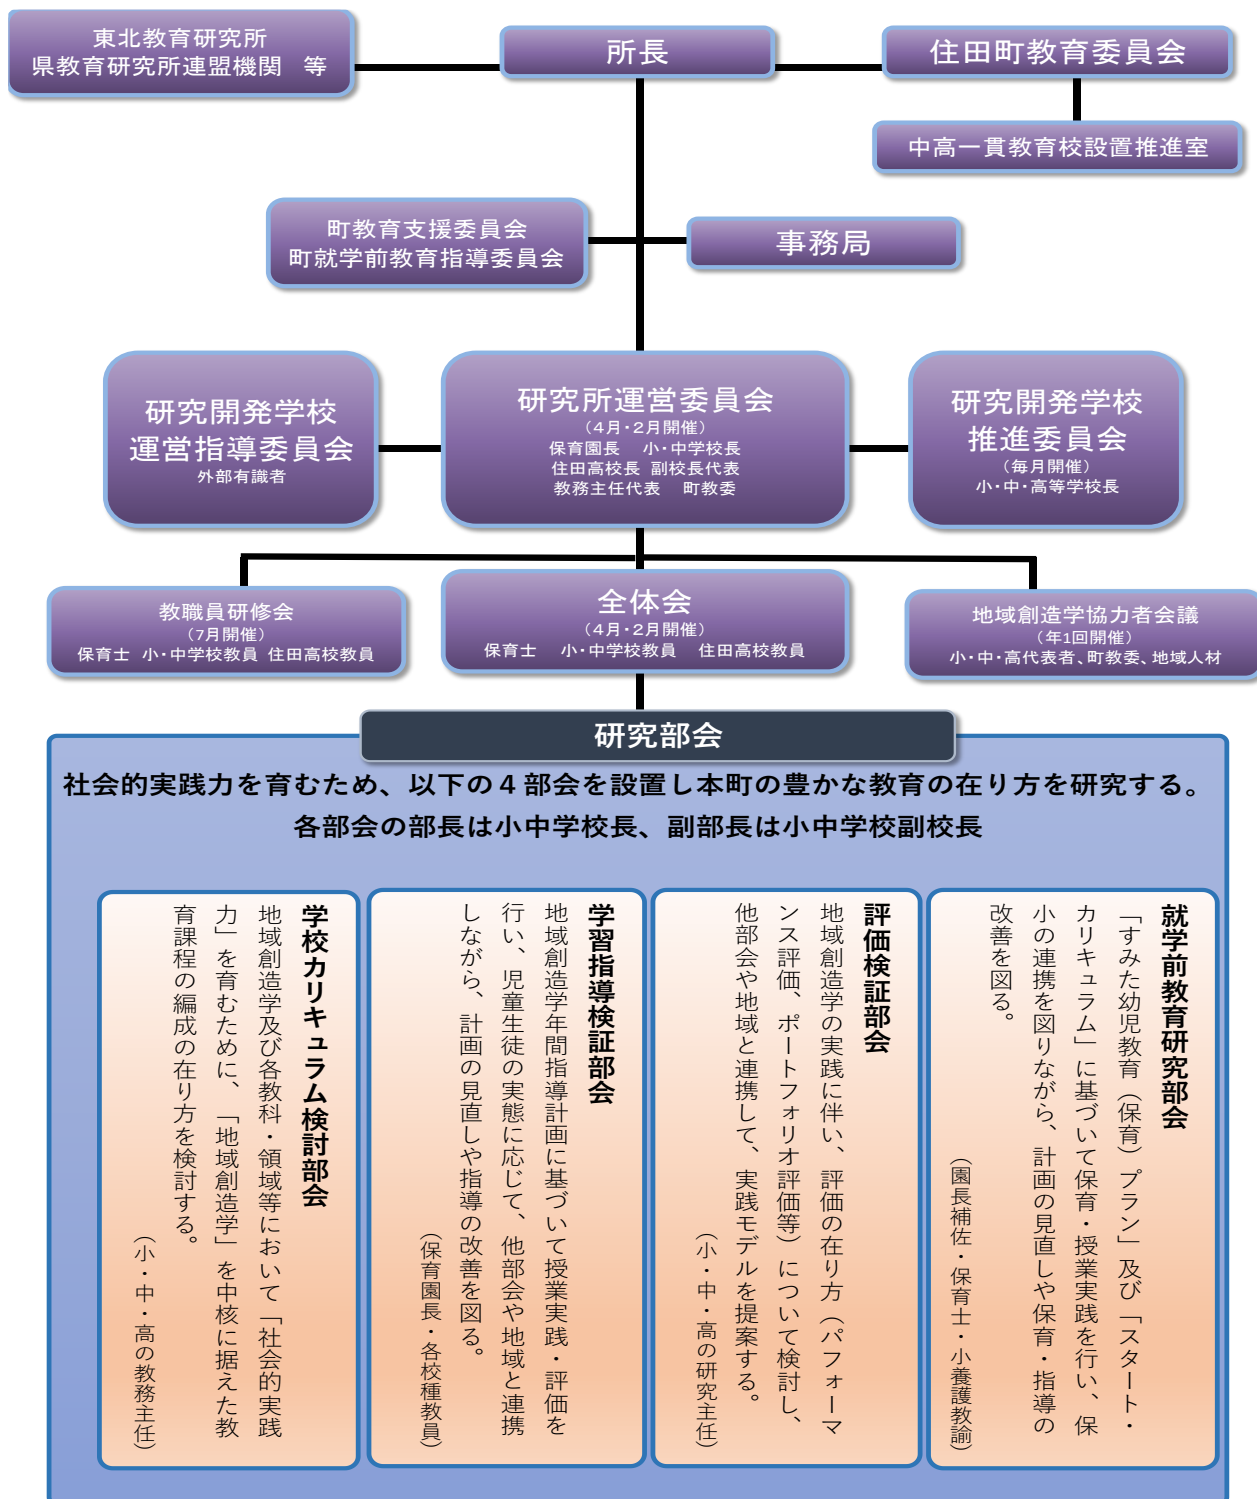 東北教育研究所
県教育研究所連盟機関　等
所長
住田町教育委員会
中高一貫教育校設置推進室
町教育支援委員会
町就学前教育指導委員会
事務局
研究開発学校
運営指導委員会
外部有識者
研究所運営委員会
（4月・2月開催）
保育園長　小・中学校長
住田高校長 副校長代表
教務主任代表　町教委
研究開発学校
推進委員会
（毎月開催）
小・中・高等学校長
教職員研修会
（7月開催）
保育士 小・中学校教員 住田高校教員
全体会
（4月・2月開催）
保育士　小・中学校教員　住田高校教員
地域創造学協力者会議
（年1回開催）
小・中・高代表者、町教委、地域人材
研究部会
社会的実践力を育むため、以下の４部会を設置し本町の豊かな教育の在り方を研究する。
各部会の部長は小中学校長、副部長は小中学校副校長
就学前教育研究部会
「すみた幼児教育（保育）プラン」及び「スタート・
カリキュラム」に基づいて保育・授業実践を行い、保
小の連携を図りながら、計画の見直しや保育・指導の
改善を図る。
（園長補佐・保育士・小養護教諭）
評価検証部会
地域創造学の実践に伴い、評価の在り方（パフォーマ
ンス評価、ポートフォリオ評価等）について検討し、
他部会や地域と連携して、実践モデルを提案する。
（小・中・高の研究主任）
学習指導検証部会
地域創造学年間指導計画に基づいて授業実践・評価を
行い、児童生徒の実態に応じて、他部会や地域と連携
しながら、計画の見直しや指導の改善を図る。
（保育園長・各校種教員）
学校カリキュラム検討部会
地域創造学及び各教科・領域等において「社会的実践
力」を育むために、「地域創造学」を中核に据えた教
育課程の編成の在り方を検討する。
（小・中・高の教務主任）